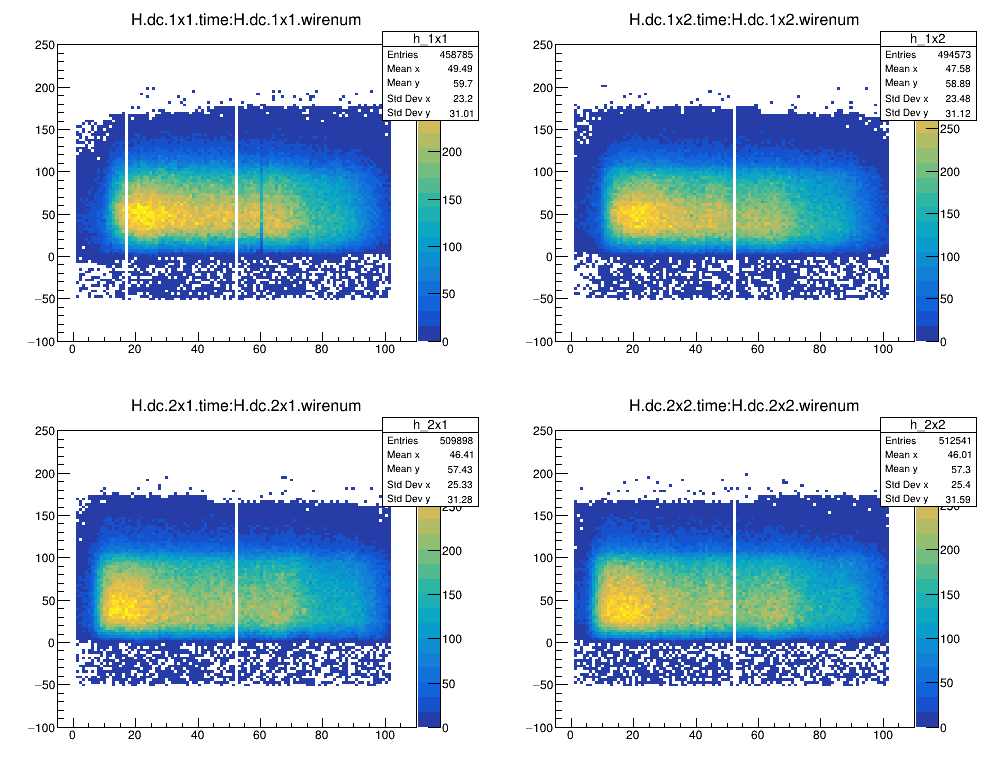 H.dc.1x1.time:H.dc.1x1.wirenum
h_1x1
Entries 458785
Mean x 49.49
Mean y 59.7
Std Dev x 23.2
Std Dev y 31.01
250
200
150
100
50
0
−50
−100
0 20 40 60 80 100
200
150
100
50
0
H.dc.1x2.time:H.dc.1x2.wirenum
h_1x2
Entries 494573
Mean x 47.58
Mean y 58.89
Std Dev x 23.48
Std Dev y 31.12
250
200
150
100
50
0
−50
−100
0 20 40 60 80 100
250
200
150
100
50
0
H.dc.2x1.time:H.dc.2x1.wirenum
h_2x1
Entries 509898
Mean x 46.41
Mean y 57.43
Std Dev x 25.33
Std Dev y 31.28
250
200
150
100
50
0
−50
−100
0 20 40 60 80 100
250
200
150
100
50
0
H.dc.2x2.time:H.dc.2x2.wirenum
h_2x2
Entries 512541
Mean x 46.01
Mean y 57.3
Std Dev x 25.4
Std Dev y 31.59
250
200
150
100
50
0
−50
−100
0 20 40 60 80 100
250
200
150
100
50
0